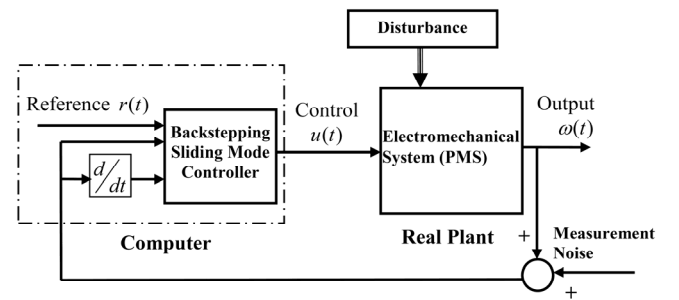 Disturbance
Reference r(t)
Backstepping
Sliding Mode
Controller
d/dt
Computer
Control
u(t)
Electromechanical
System (PMS)
Real Plant
Output
ω(t)
+
Measurement
Noise
+